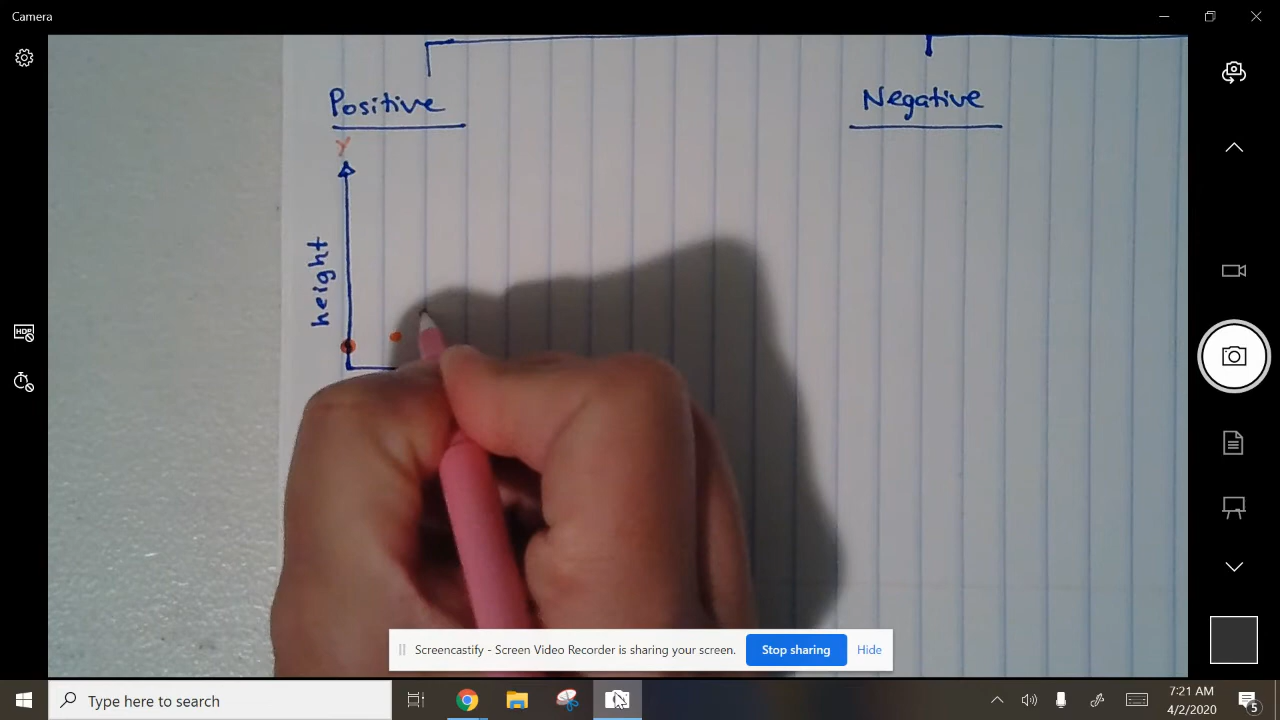 Camera
Positive
Negative
Y
height
Screencastify - Screen Video Recorder is sharing your screen.
Stop sharing
Hide
Type here to search
7:21 AM
4/2/2020
5